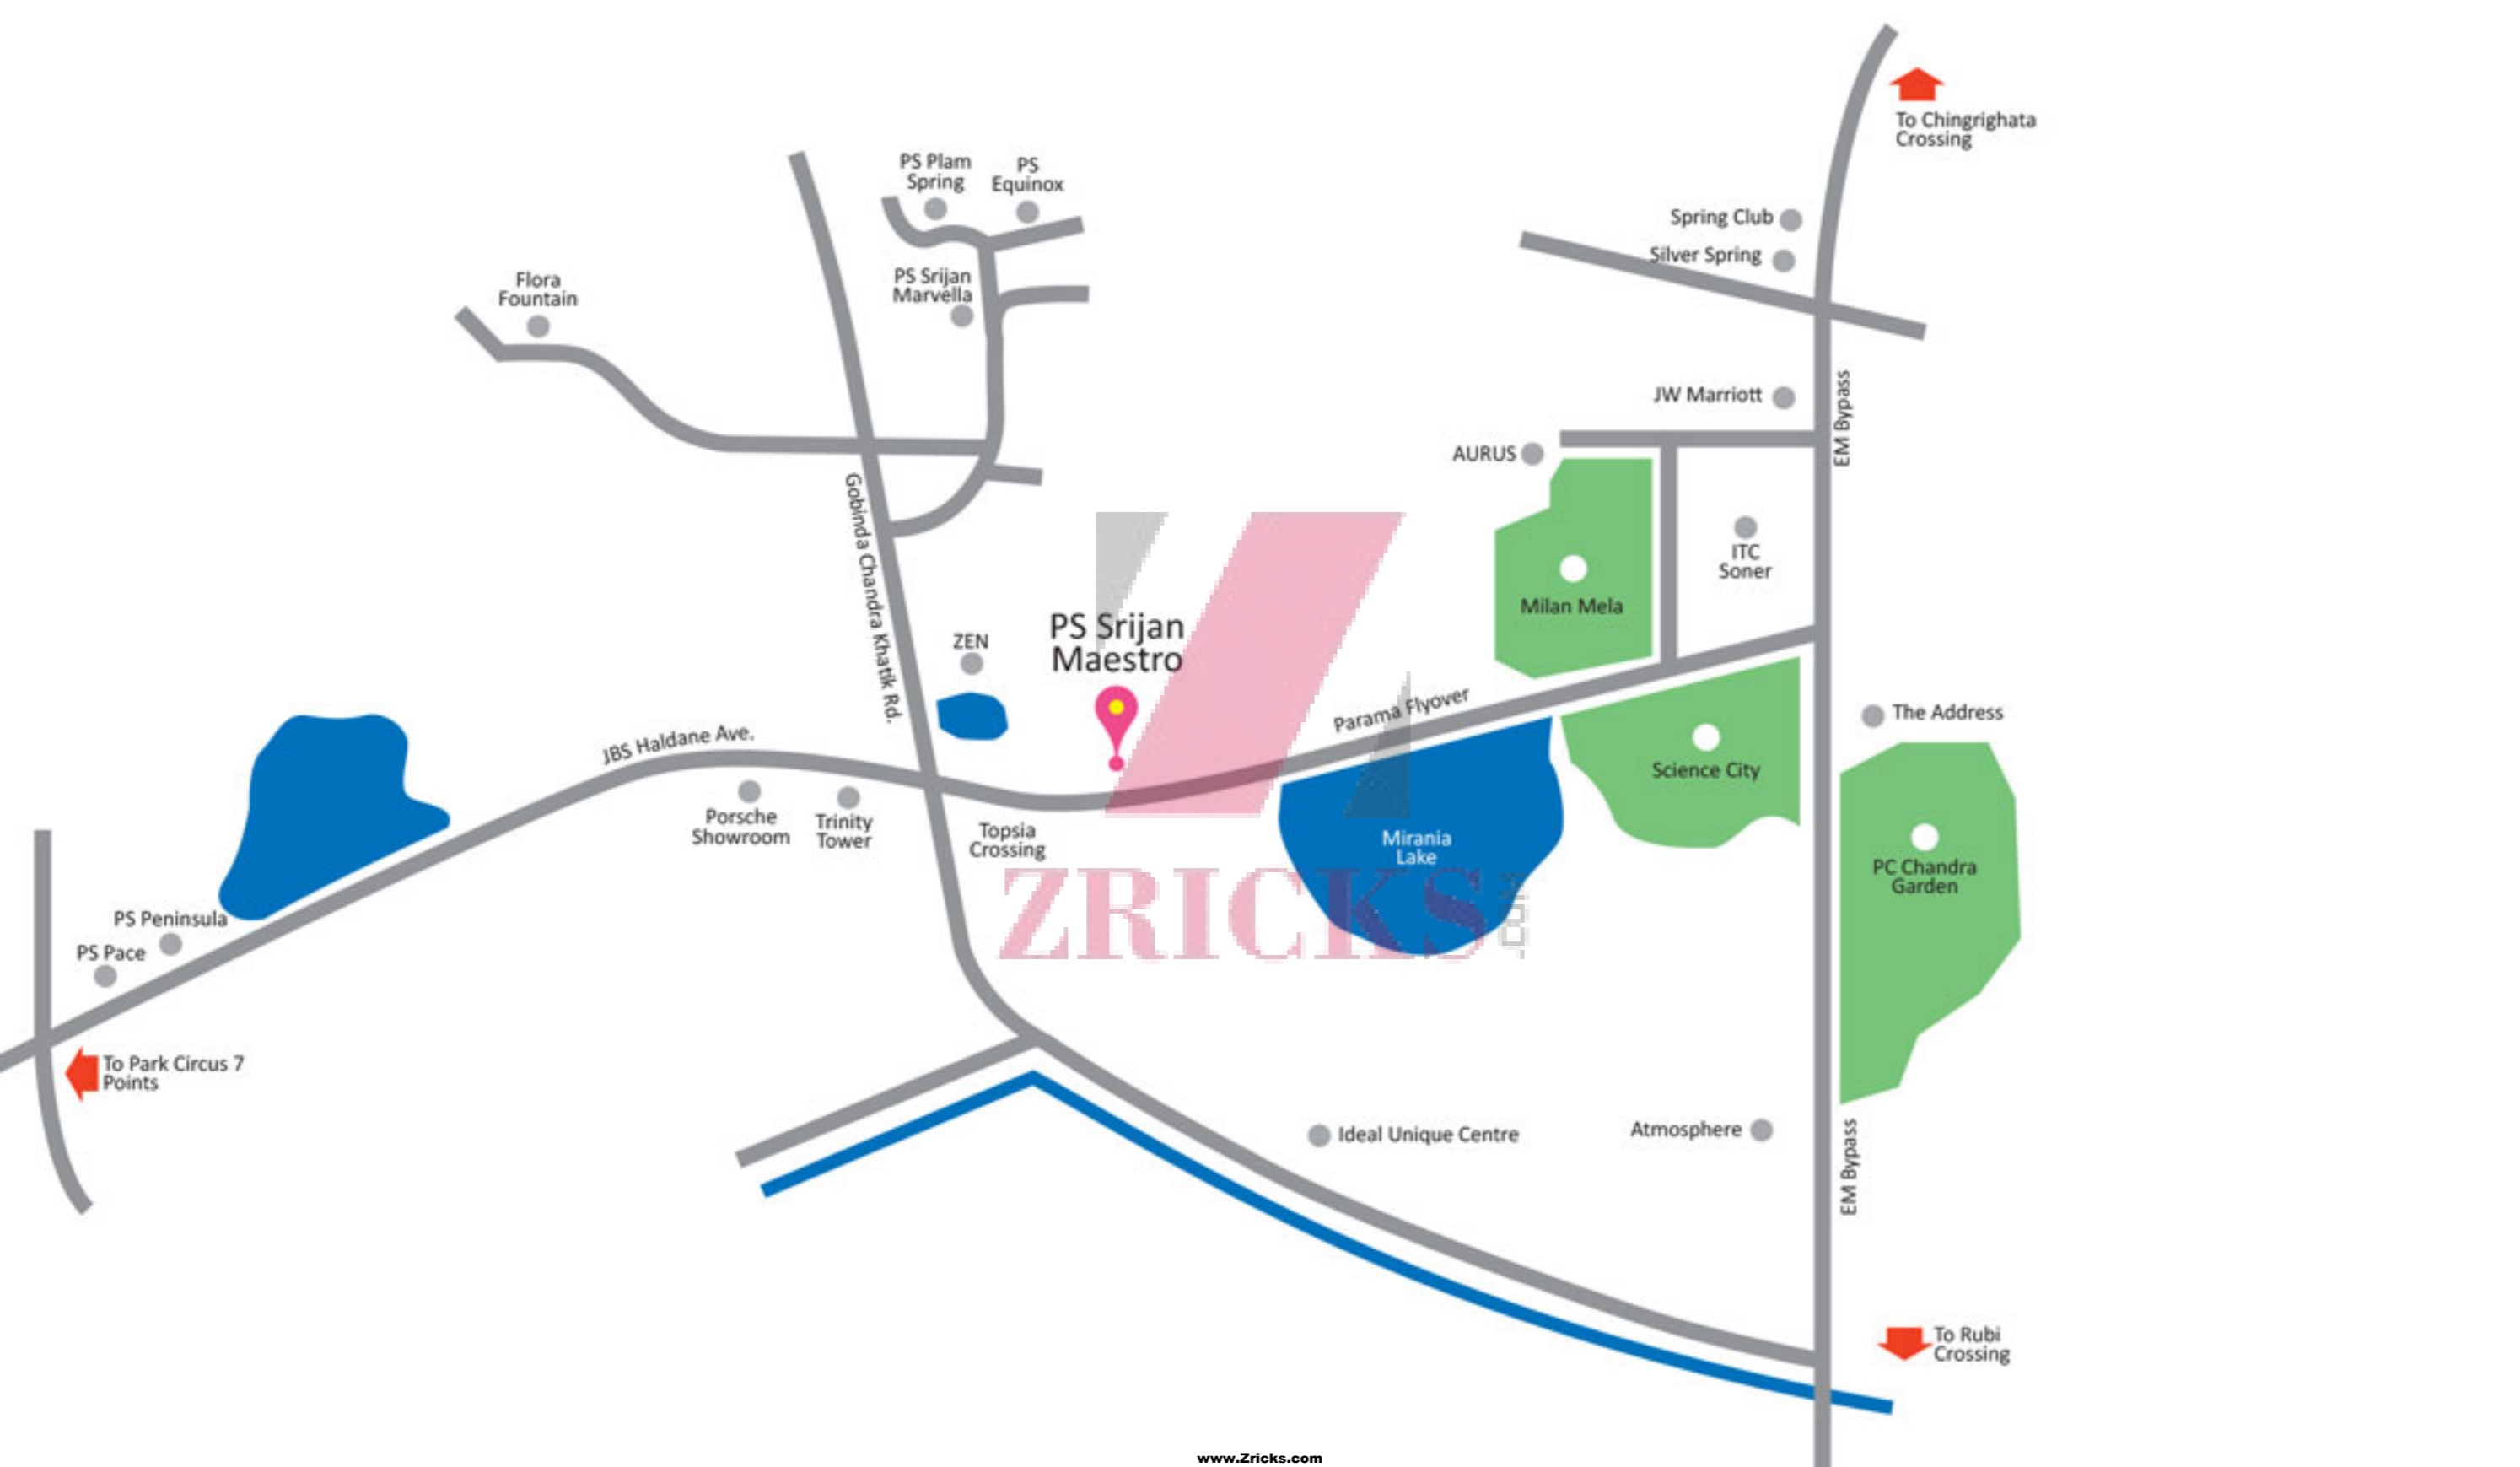 To Chingrighata
Crossing
PS Plam
Spring
PS
Equinox
Spring Club
Silver Spring
Flora
Fountain
PS Srijan
Marvella
JW Marriott
EM Bypass
AURUS
Gobinda Chandra Khatik Rd.
ITC
Soner
Milan Mela
ZEN
PS Srijan
Maestro
Parama Flyover
The Address
JBS Haldane Ave.
Science City
Porsche
Showroom
Trinity
Tower
Topsia
Crossing
Mirania
Lake
PC Chandra
Garden
ZRICKS
PS Peninsula
PS Pace
To Park Circus 7
Points
Ideal Unique Centre
Atmosphere
EM Bypass
To Rubi
Crossing
www.Zricks.com